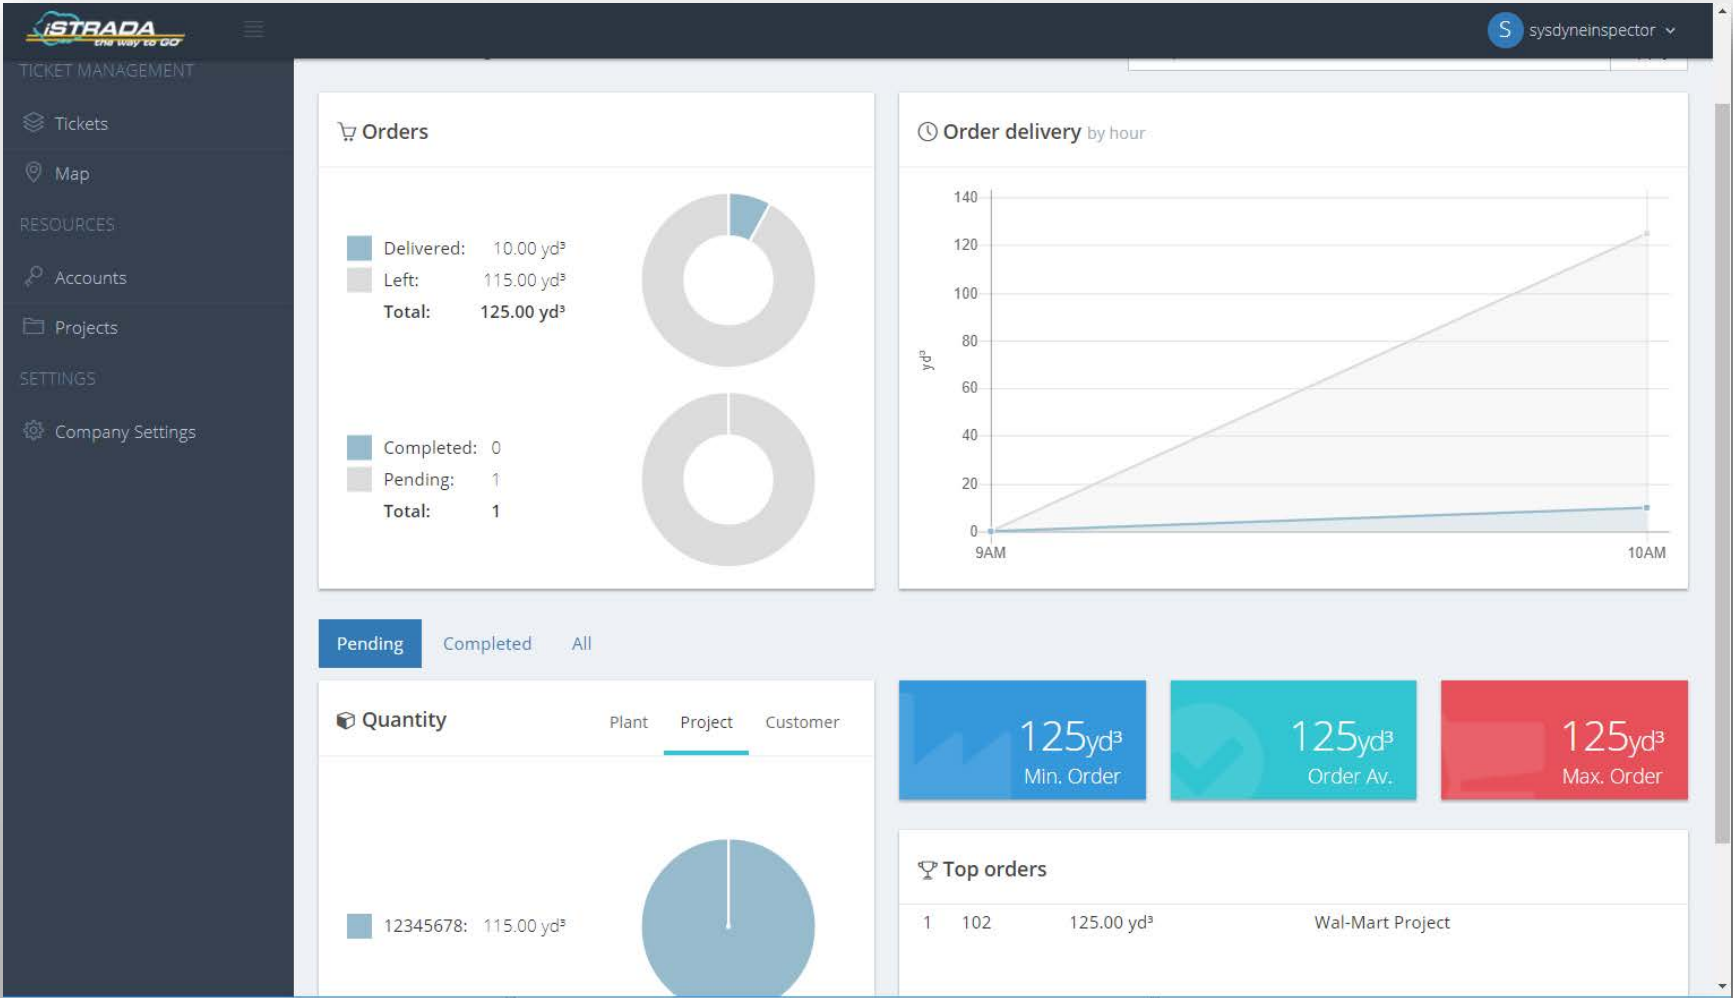 iSTRADA
the way to GO
S sysdyneinspector
TICKET MANAGEMENT
Tickets
Map
RESOURCES
Accounts
Projects
SETTINGS
Company Settings
Orders
Delivered: 10.00 yd³
Left: 115.00 yd³
Total: 125.00 yd³
Completed: 0
Pending: 1
Total: 1
Order delivery by hour
140
120
100
80
60
40
20
0
yd³
9AM 10AM
Pending Completed All
Quantity Plant Project Customer
12345678: 115.00 yd³
125yd³
Min. Order
125yd³
Order Av.
125yd³
Max. Order
Top orders
1 102 125.00 yd³ Wal-Mart Project